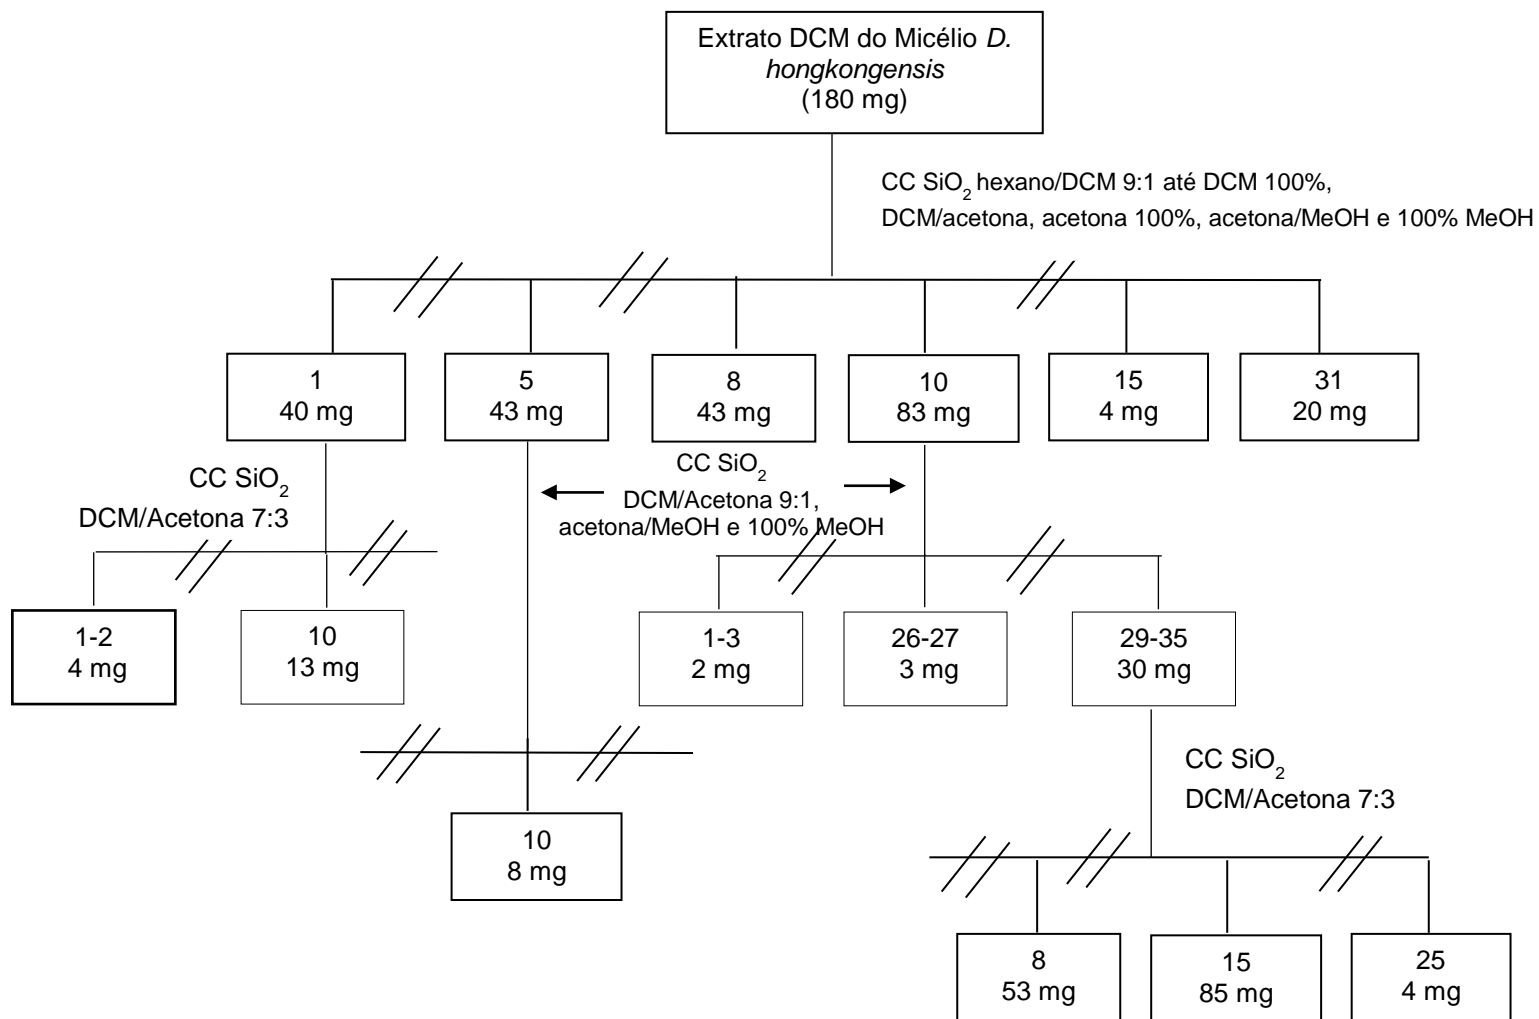 Extrato DCM do Micélio D.
hongkongensis
(180 mg)
CC SiO2 hexano/DCM 9:1 até DCM 100%,
DCM/acetona, acetona 100%, acetona/MeOH e 100% MeOH
1
40 mg
5
43 mg
8
43 mg
10
83 mg
15
4 mg
31
20 mg
CC SiO2
DCM/Acetona 7:3
CC SiO2
DCM/Acetona 9:1,
acetona/MeOH e 100% MeOH
1-2
4 mg
10
13 mg
1-3
2 mg
26-27
3 mg
29-35
30 mg
10
8 mg
CC SiO2
DCM/Acetona 7:3
8
53 mg
15
85 mg
25
4 mg